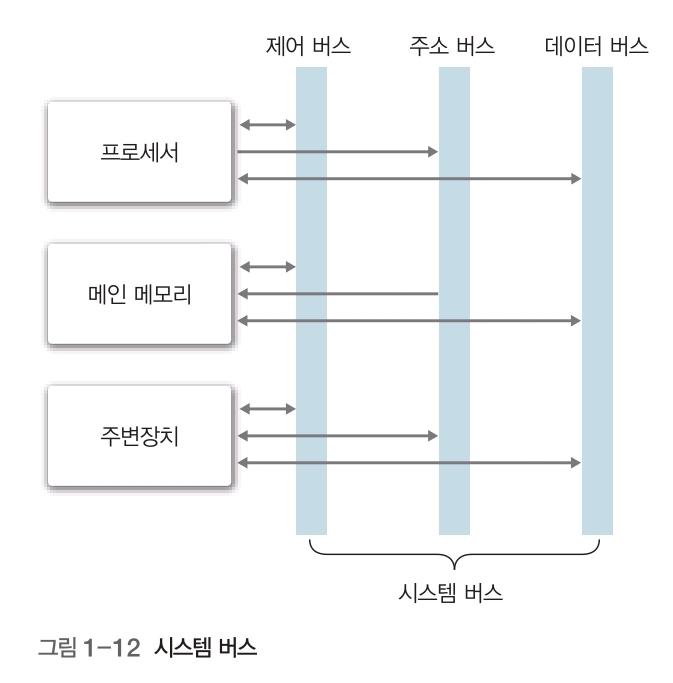 제어 버스 주소 버스 데이터 버스
프로세서
메인 메모리
주변장치
시스템 버스
그림 1-12 시스템 버스